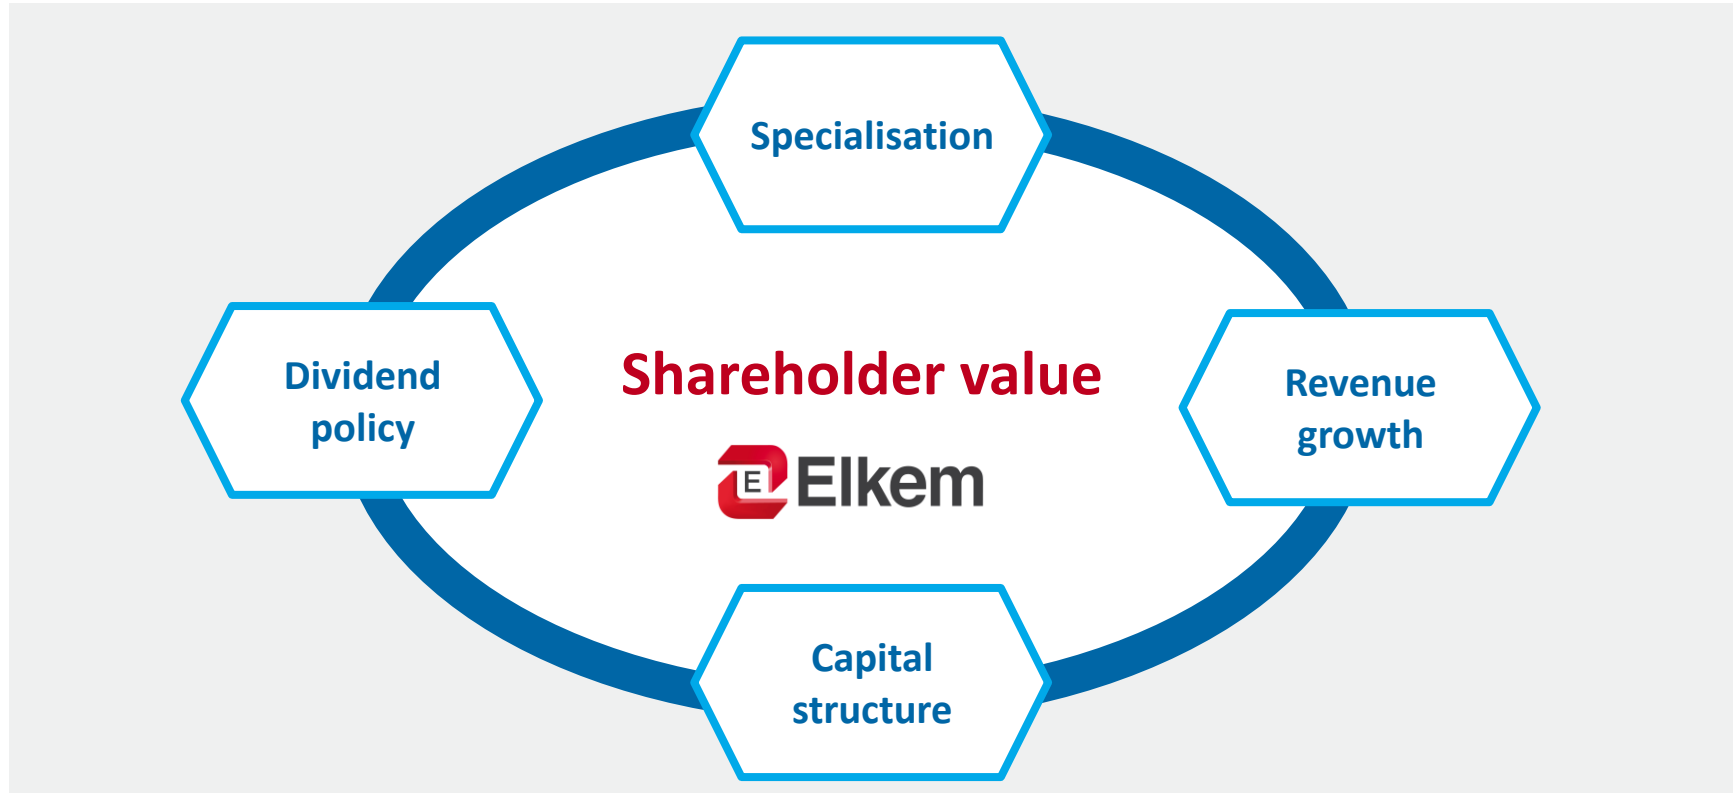 Specialisation
Dividend
policy
Shareholder value
Revenue
growth
E Elkem
Capital
structure